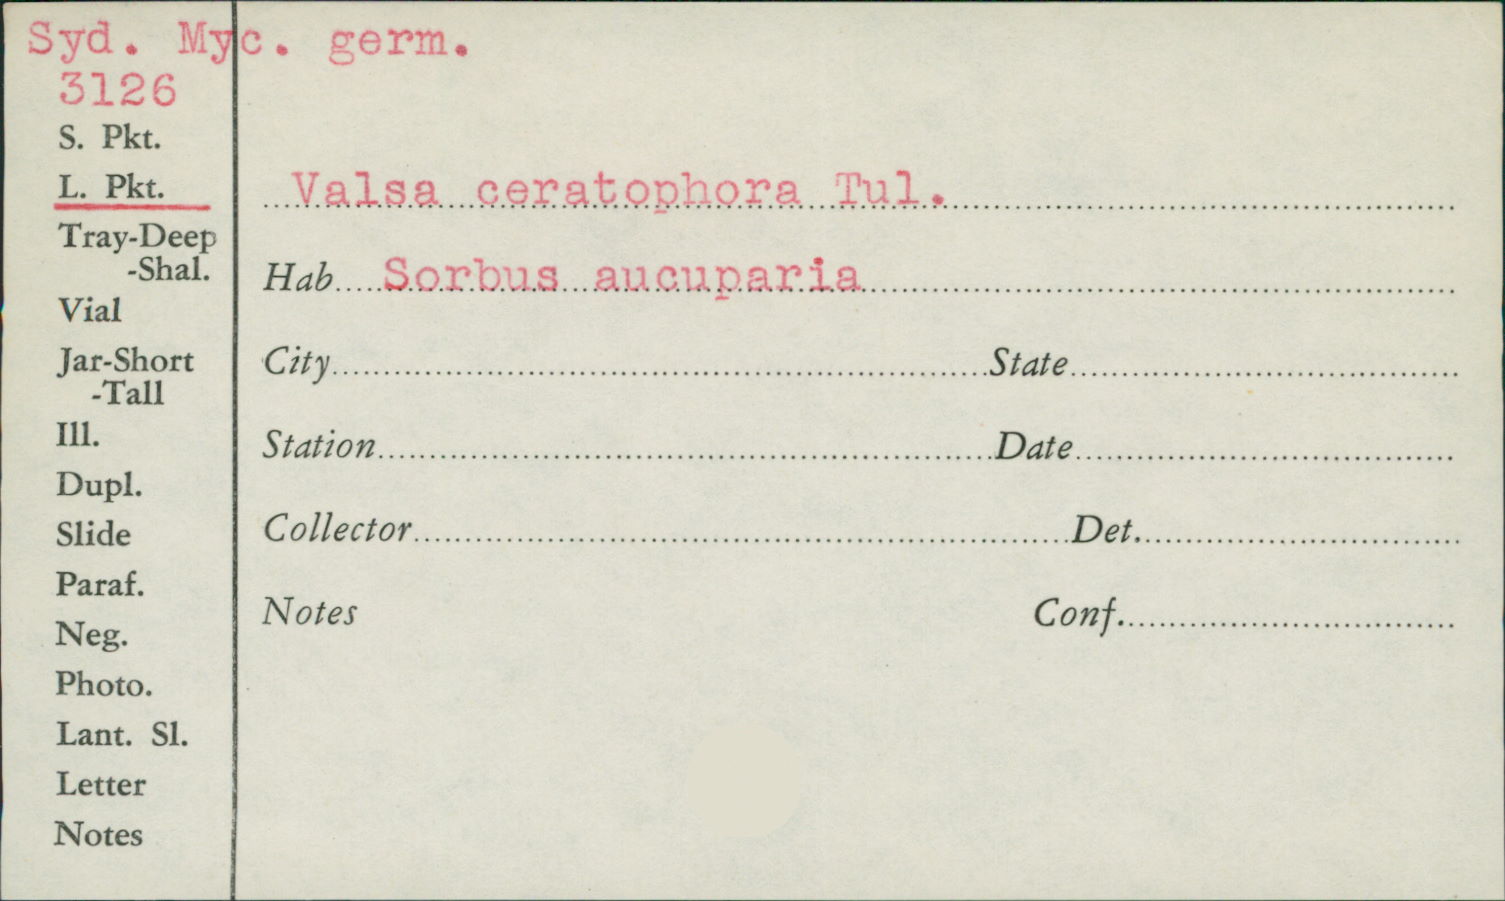 Syd. Myc. germ.
3126
S. Pkt.
L. Pkt.
Tray-Deep
-Shal.
Vial
Jar-Short
-Tall
Ill.
Dupl.
Slide
Paraf.
Neg.
Photo.
Lant. Sl.
Letter
Notes
Valsa ceratophora Tul.
Hab. Sorbus aucuparia
City
State
Station
Date
Collector
Det.
Notes
Conf.